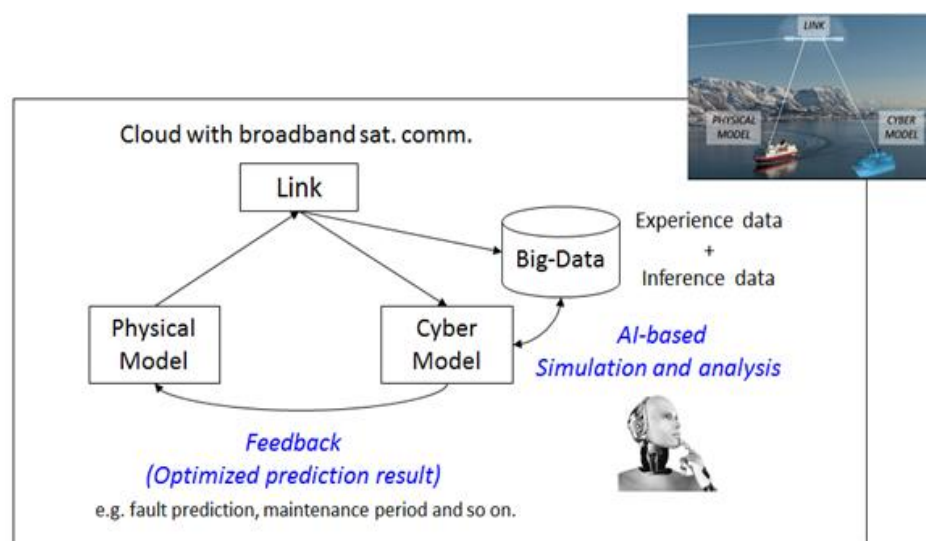 LINK
PHYSICAL
MODEL
CYBER
MODEL
Cloud with broadband sat. comm.
Link
Big-Data
Experience data
+
Inference data
Physical
Model
Cyber
Model
AI-based
Simulation and analysis
Feedback
(Optimized prediction result)
e.g. fault prediction, maintenance period and so on.